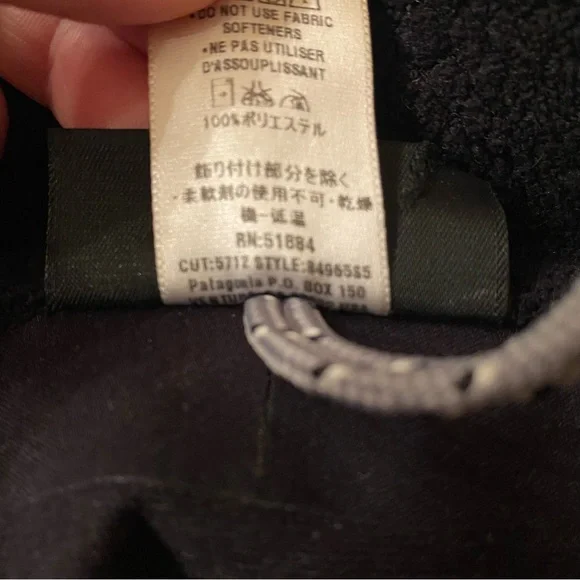 •DO NOT USE FABRIC
SOFTENERS
•NE PAS UTILISER
D'ASSOUPLISSANT
100%ポリエステル
飾り付け部分を除く
・柔軟剤の使用不可・乾燥
機-低温
RN:51884
CUT:5712 STYLE:84965S5
Patagonia P.O. BOX 150